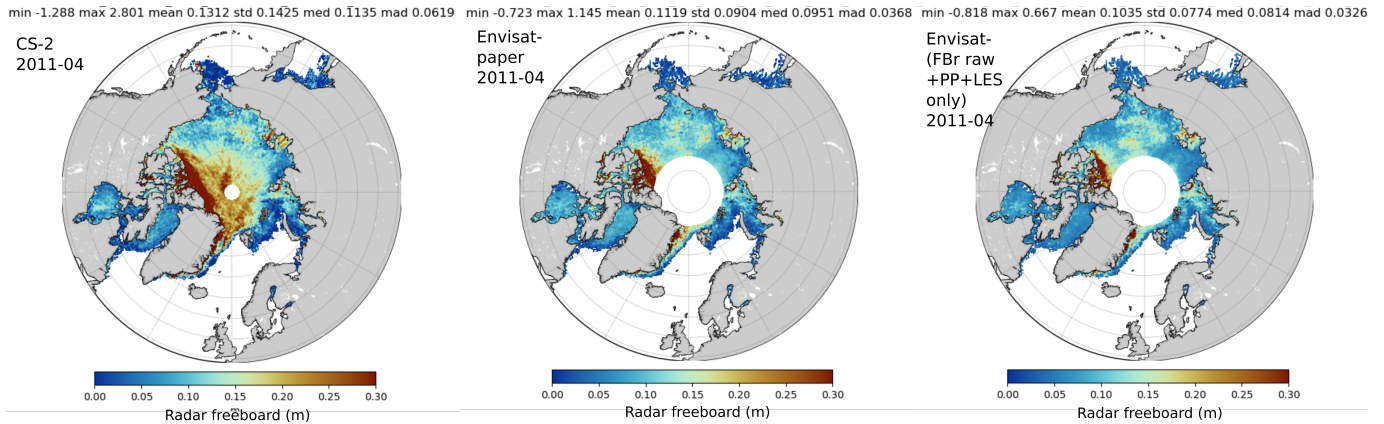 min -1.288 max 2.801 mean 0.1312 std 0.1425 med 0.1135 mad 0.0619
CS-2
2011-04
0.00 0.05 0.10 0.15 0.20 0.25 0.30
Radar freeboard (m)
min -0.723 max 1.145 mean 0.1119 std 0.0904 med 0.0951 mad 0.0368
Envisat-
paper
2011-04
0.00 0.05 0.10 0.15 0.20 0.25 0.30
Radar freeboard (m)
min -0.818 max 0.667 mean 0.1035 std 0.0774 med 0.0814 mad 0.0326
Envisat-
(FBr raw
+PP+LES
only)
2011-04
0.00 0.05 0.10 0.15 0.20 0.25 0.30
Radar freeboard (m)